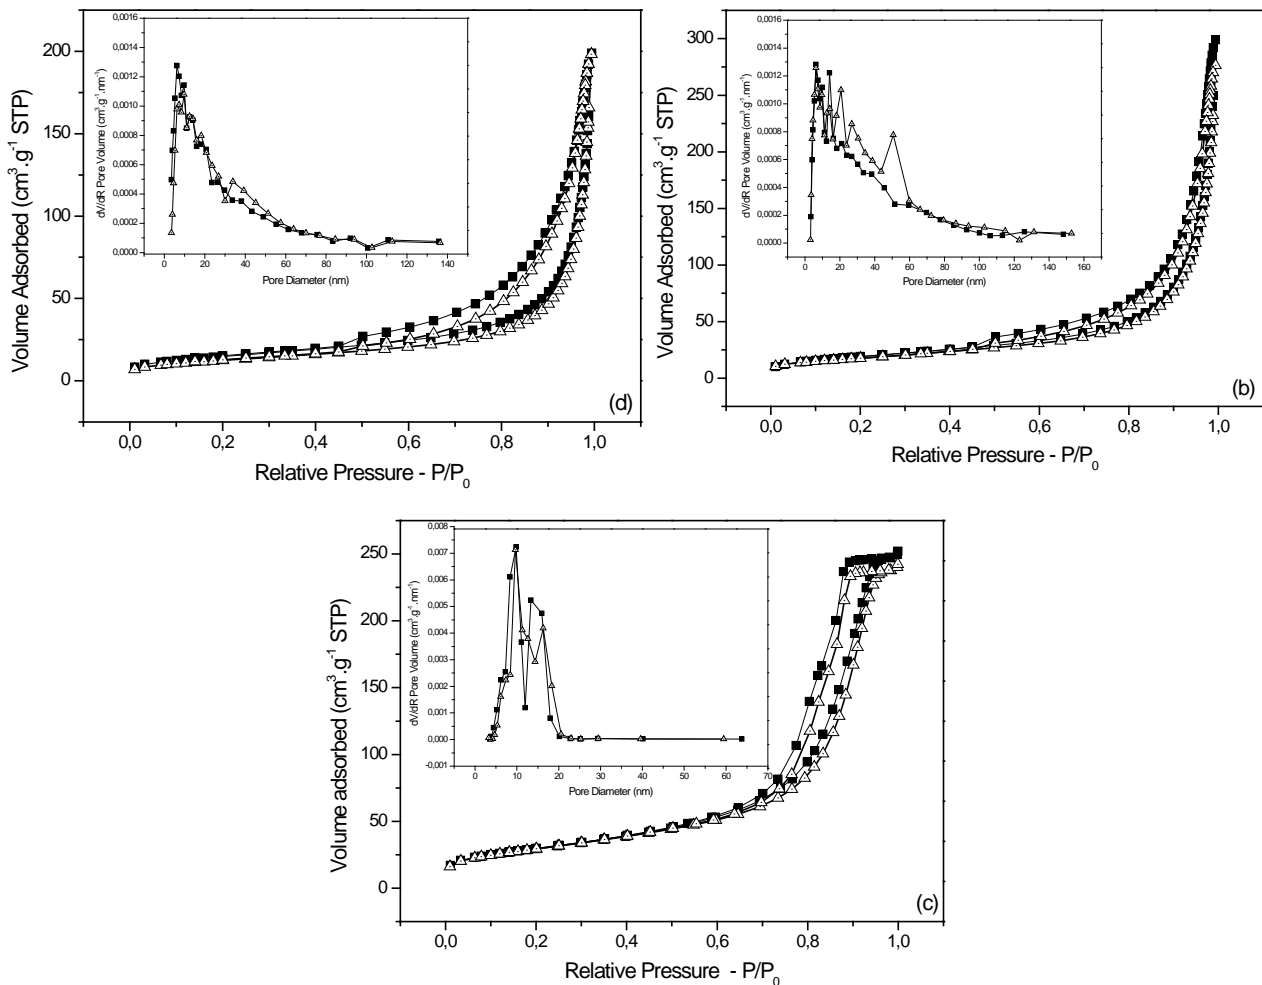 0,0016
0,0014
0,0012
0,0010
0,0008
0,0006
0,0004
0,0002
0,0000
dV/dR Pore Volume (cm³.g⁻¹.nm⁻¹)
0 20 40 60 80 100 120 140
Pore Diameter (nm)
200
150
100
50
0
Volume Adsorbed (cm³.g⁻¹ STP)
(d)
0,0 0,2 0,4 0,6 0,8 1,0
Relative Pressure - P/P₀
0,0016
0,0014
0,0012
0,0010
0,0008
0,0006
0,0004
0,0002
0,0000
dV/dR Pore Volume (cm³.g⁻¹.nm⁻¹)
0 20 40 60 80 100 120 140 160
Pore Diameter (nm)
300
250
200
150
100
50
0
Volume Adsorbed (cm³.g⁻¹ STP)
(b)
0,0 0,2 0,4 0,6 0,8 1,0
Relative Pressure - P/P₀
0,008
0,007
0,006
0,005
0,004
0,003
0,002
0,001
0,000
-0,001
dV/dR Pore Volume (cm³.g⁻¹.nm⁻¹)
0 10 20 30 40 50 60 70
Pore Diameter (nm)
250
200
150
100
50
0
Volume adsorbed (cm³.g⁻¹ STP)
(c)
0,0 0,2 0,4 0,6 0,8 1,0
Relative Pressure - P/P₀